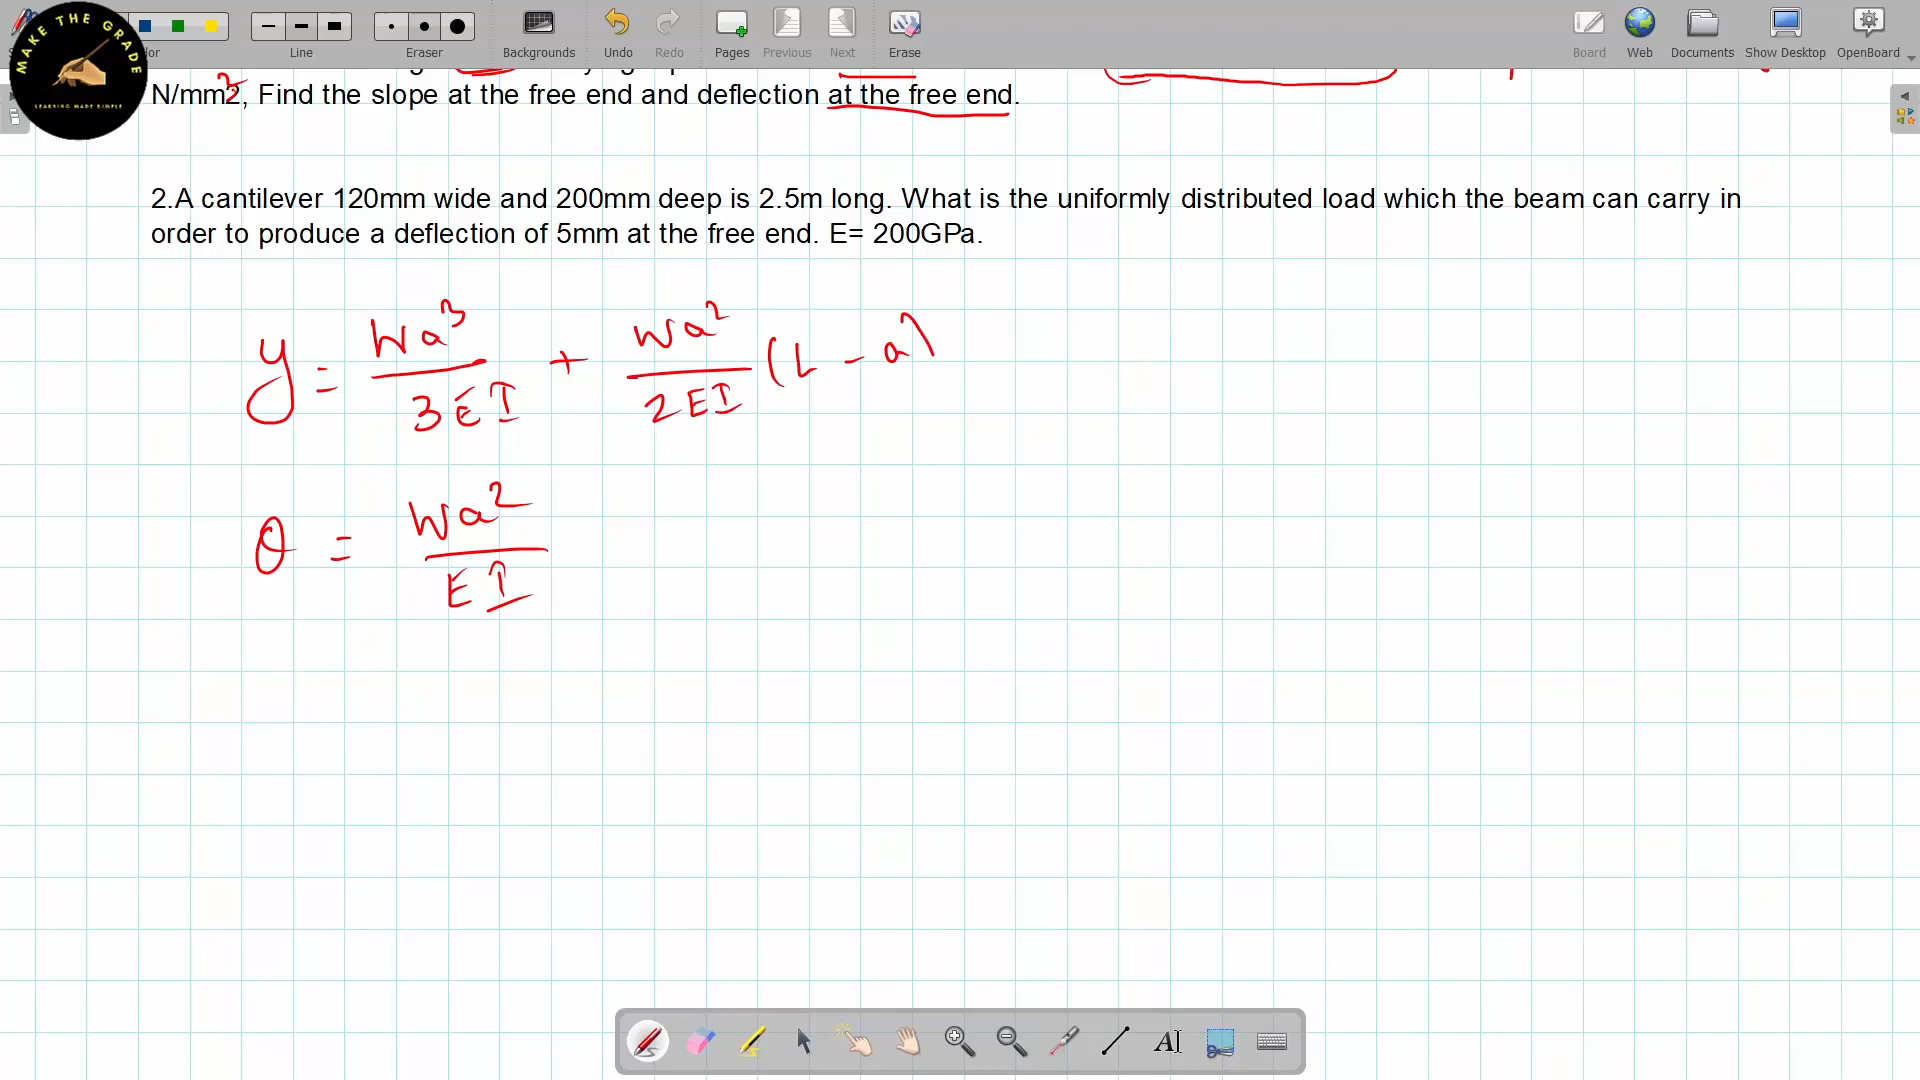 MAKE THE GRADE
LEARNING MADE SIMPLE
Line
Eraser
Backgrounds
Undo
Redo
Pages
Previous
Next
Erase
Board
Web
Documents
Show Desktop
OpenBoard
N/mm2, Find the slope at the free end and deflection at the free end.
2.A cantilever 120mm wide and 200mm deep is 2.5m long. What is the uniformly distributed load which the beam can carry in
order to produce a deflection of 5mm at the free end. E= 200GPa.
y = Wa³/3EI + Wa²/2EI (L - a)
θ = Wa²/EI